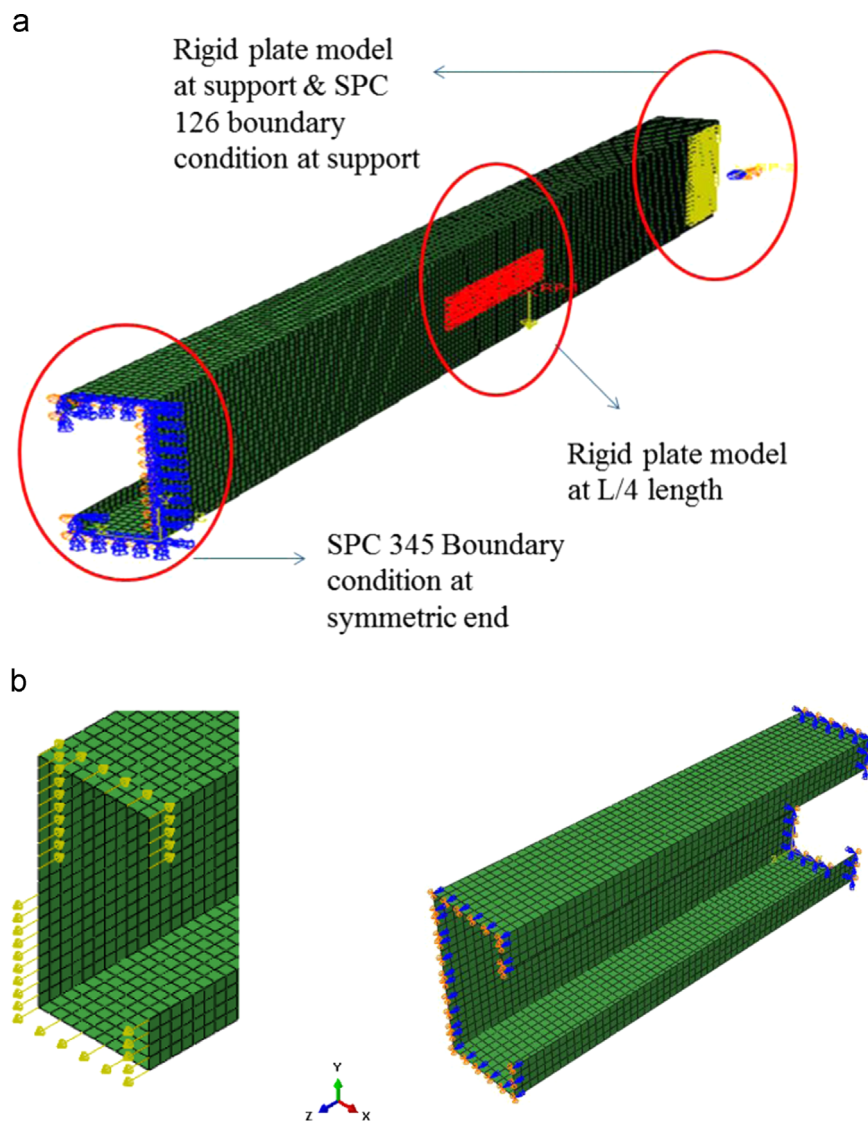 a
Rigid plate model
at support & SPC
126 boundary
condition at support
Rigid plate model
at L/4 length
SPC 345 Boundary
condition at
symmetric end
b
Y
Z
X